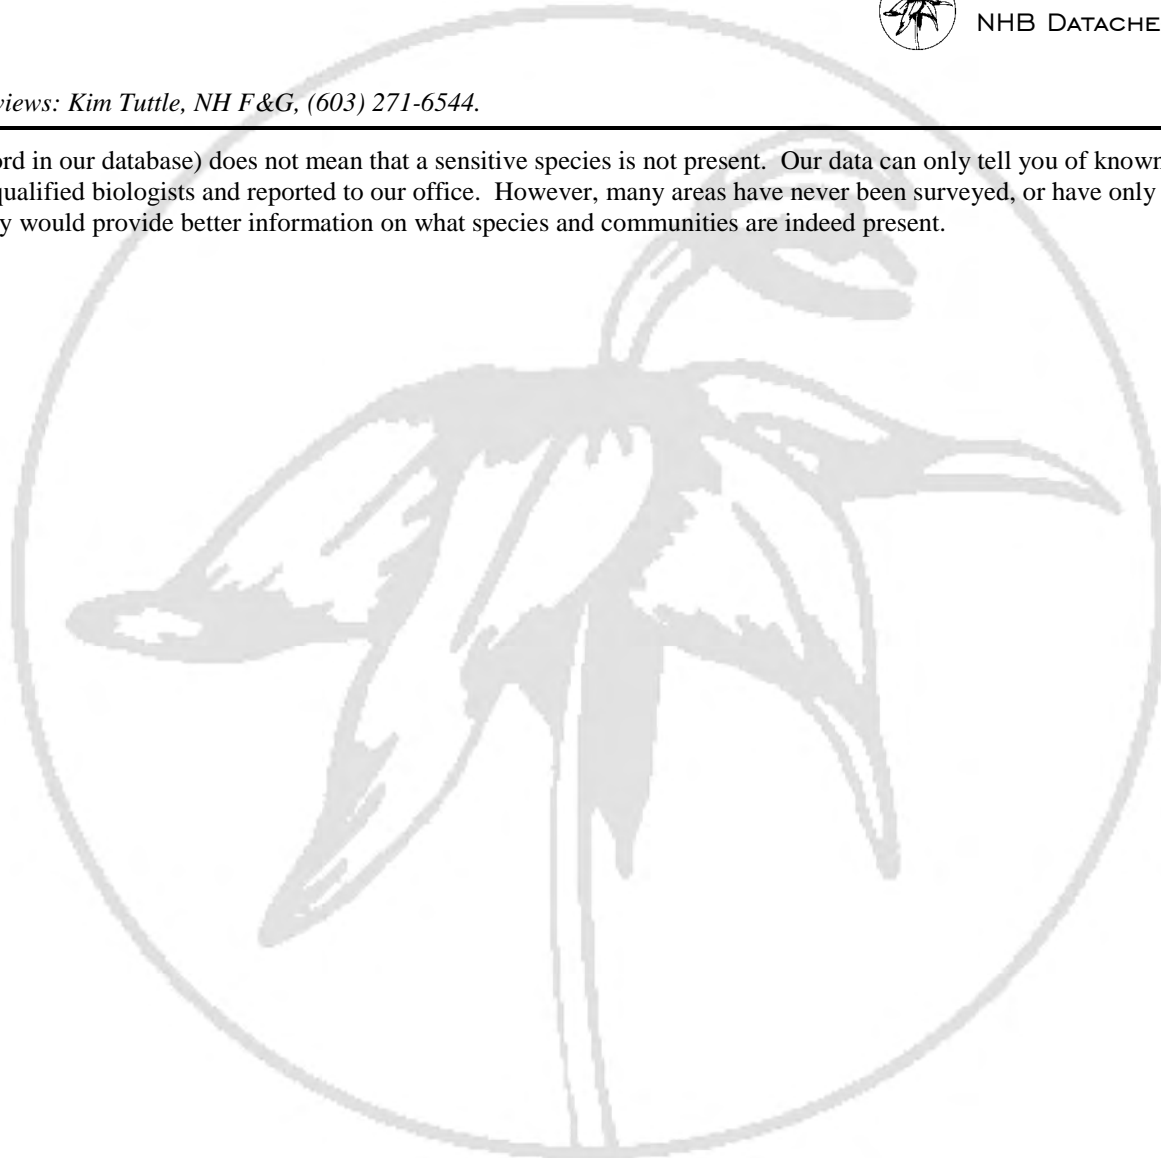 NHB DATACHE
views: Kim Tuttle, NH F&G, (603) 271-6544.
ord in our database) does not mean that a sensitive species is not present.  Our data can only tell you of known
qualified biologists and reported to our office.  However, many areas have never been surveyed, or have only
y would provide better information on what species and communities are indeed present.